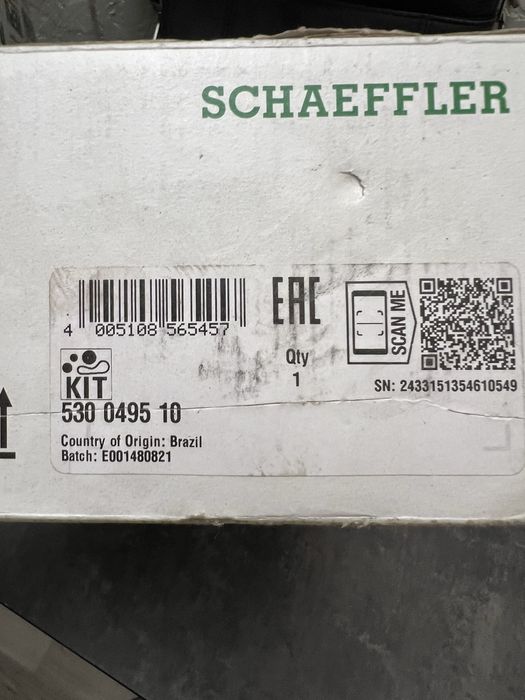 SCHAEFFLER
4 005108 565457
EAC
Qty
1
SCAN ME
SN: 2433151354610549
KIT
530 0495 10
Country of Origin: Brazil
Batch: E001480821